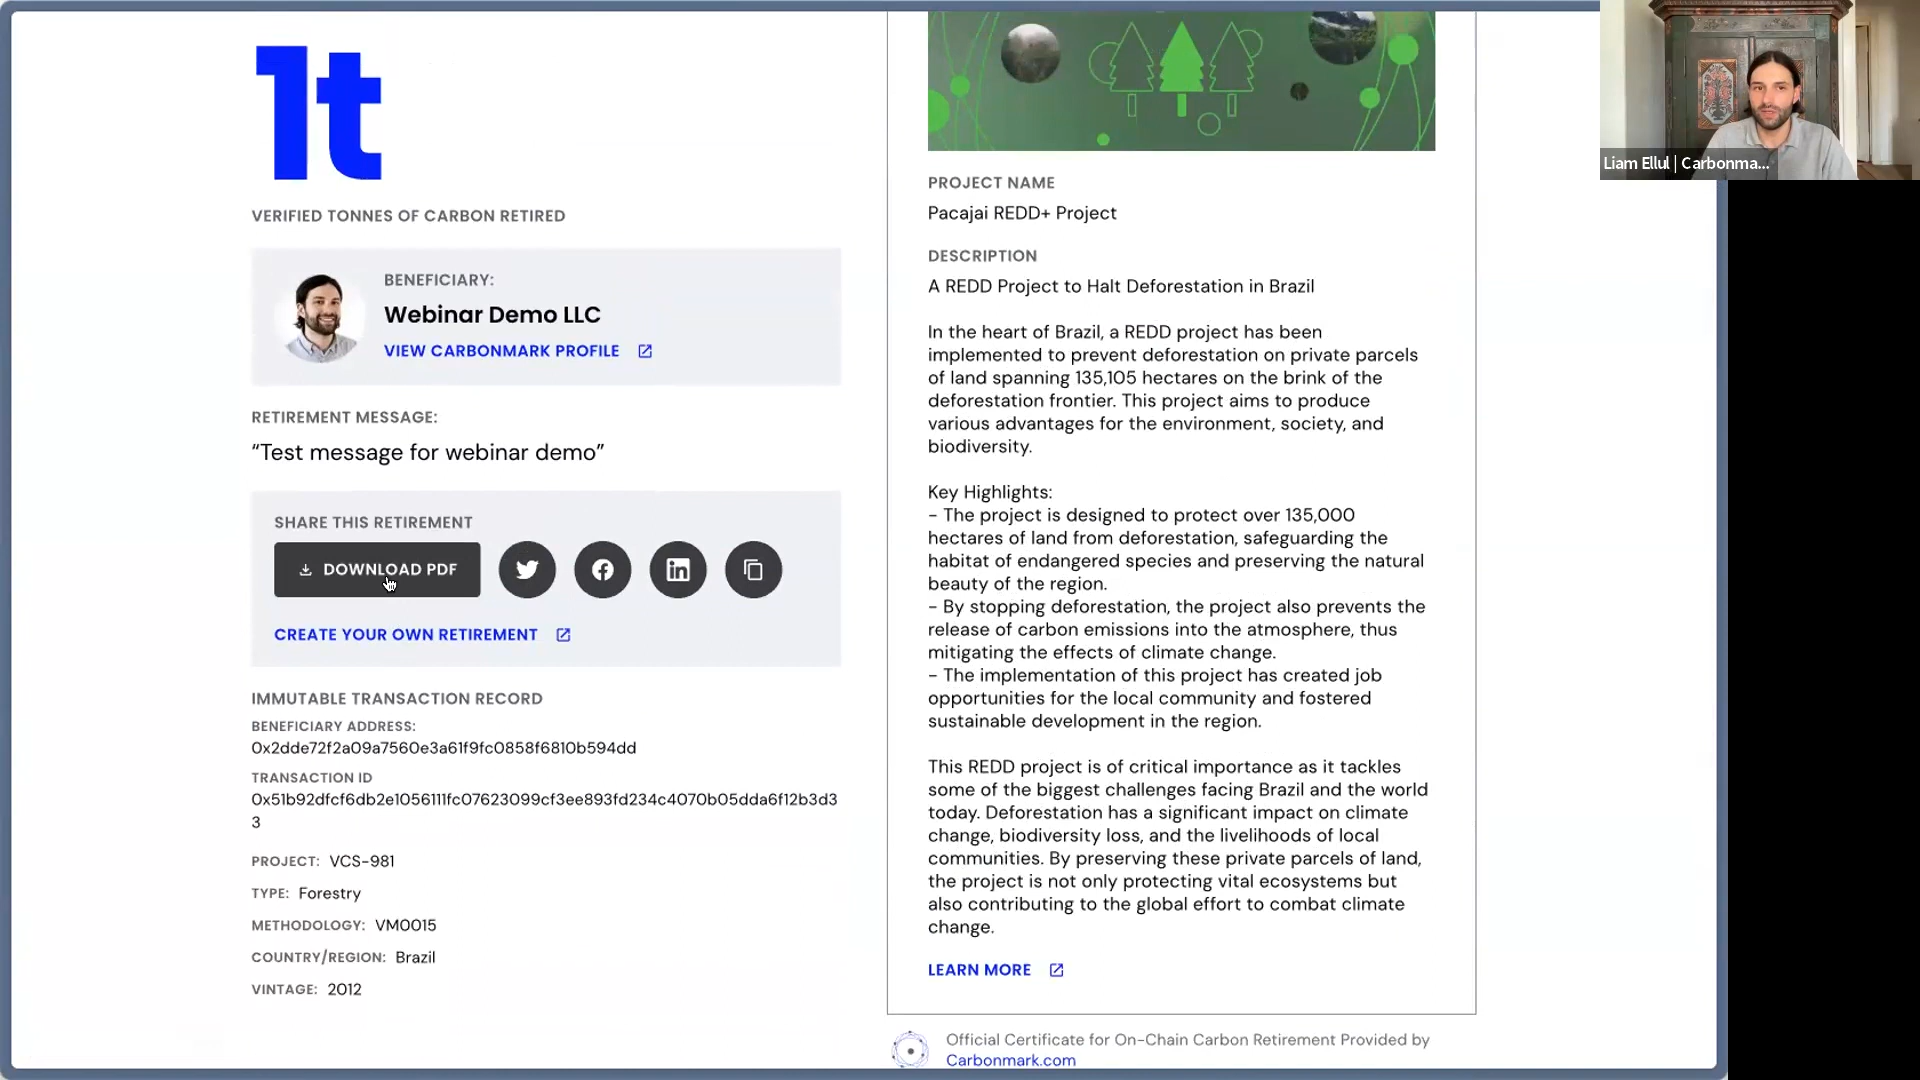 1t
VERIFIED TONNES OF CARBON RETIRED
BENEFICIARY:
Webinar Demo LLC
VIEW CARBONMARK PROFILE
RETIREMENT MESSAGE:
“Test message for webinar demo”
SHARE THIS RETIREMENT
DOWNLOAD PDF
CREATE YOUR OWN RETIREMENT
IMMUTABLE TRANSACTION RECORD
BENEFICIARY ADDRESS:
0x2dde72f2a09a7560e3a61f9fc0858f6810b594dd
TRANSACTION ID
0x51b92dfcf6db2e1056111fc07623099cf3ee893fd234c4070b05dda6f12b3d3
3
PROJECT: VCS-981
TYPE: Forestry
METHODOLOGY: VM0015
COUNTRY/REGION: Brazil
VINTAGE: 2012
PROJECT NAME
Pacajai REDD+ Project
DESCRIPTION
A REDD Project to Halt Deforestation in Brazil
In the heart of Brazil, a REDD project has been
implemented to prevent deforestation on private parcels
of land spanning 135,105 hectares on the brink of the
deforestation frontier. This project aims to produce
various advantages for the environment, society, and
biodiversity.
Key Highlights:
- The project is designed to protect over 135,000
hectares of land from deforestation, safeguarding the
habitat of endangered species and preserving the natural
beauty of the region.
- By stopping deforestation, the project also prevents the
release of carbon emissions into the atmosphere, thus
mitigating the effects of climate change.
- The implementation of this project has created job
opportunities for the local community and fostered
sustainable development in the region.
This REDD project is of critical importance as it tackles
some of the biggest challenges facing Brazil and the world
today. Deforestation has a significant impact on climate
change, biodiversity loss, and the livelihoods of local
communities. By preserving these private parcels of land,
the project is not only protecting vital ecosystems but
also contributing to the global effort to combat climate
change.
LEARN MORE
Official Certificate for On-Chain Carbon Retirement Provided by
Carbonmark.com
Liam Ellul | Carbonma...